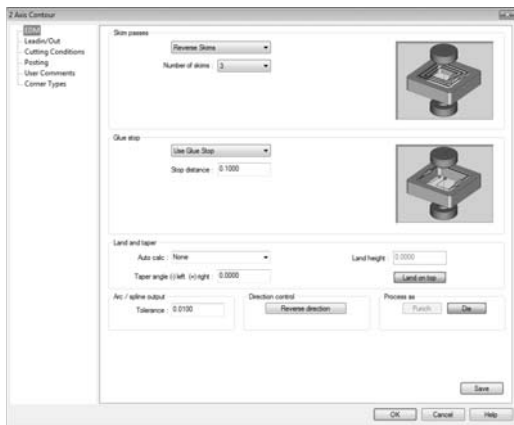 2 Axis Contour
EDM
Leadin/Out
Cutting Conditions
Posting
User Comments
Corner Types
Skim passes
Reverse Skims
Number of skims : 3
Glue stop
Use Glue Stop
Stop distance : 0.1000
Land and taper
Auto calc : None
Land height : 0.0000
Taper angle (-) left (+) right : 0.0000
Land on top
Arc / spline output
Tolerance : 0.0100
Direction control
Reverse direction
Process as
Punch
Die
Save
OK
Cancel
Help